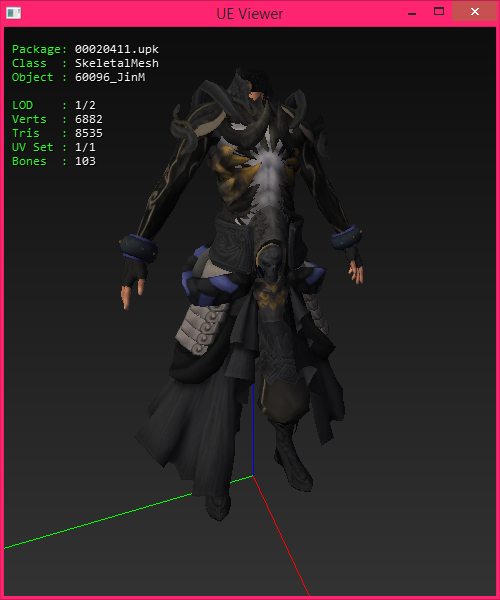 UE Viewer
Package: 00020411.upk
Class  : SkeletalMesh
Object : 60096_JinM
LOD    : 1/2
Verts  : 6882
Tris   : 8535
UV Set : 1/1
Bones  : 103